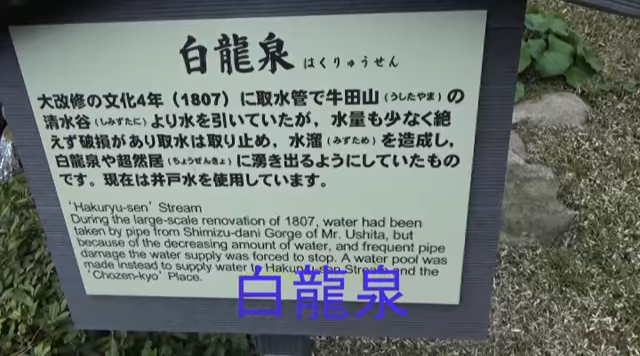 白龍泉 はくりゅうせん
大改修の文化4年（1807）に取水管で牛田山（うしたやま）の
清水谷（しみずたに）より水を引いていたが，水量も少なく絶
えず破損があり取水は取り止め，水溜（みずため）を造成し，
白龍泉や超然居（ちょうぜんきょ）に湧き出るようにしていたもの
です。現在は井戸水を使用しています。
‘Hakuryu-sen’ Stream
During the large-scale renovation of 1807, water had been
taken by pipe from Shimizu-dani Gorge of Mr. Ushita, but
because of the decreasing amount of water, and frequent pipe
damage the water supply was forced to stop. A water pool was
made instead to supply water to Hakuryu-sen Stream and the
‘Chozen-kyo’ Place.
白龍泉